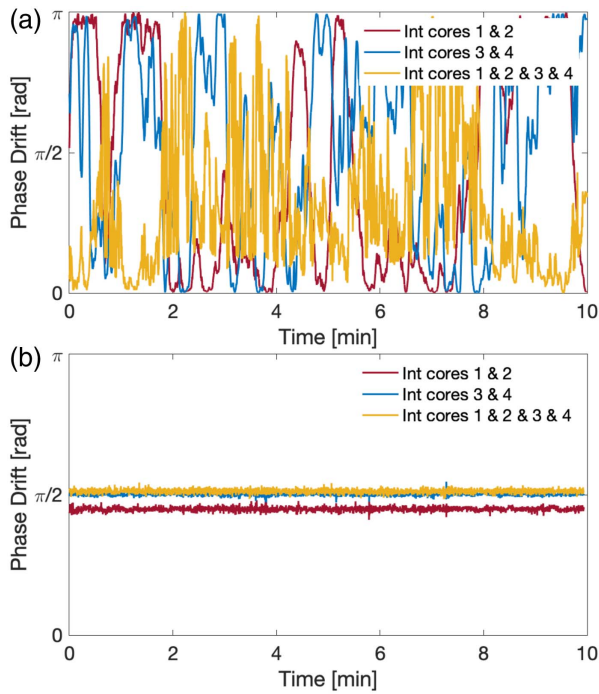 (a)
π
Int cores 1 & 2
Int cores 3 & 4
Int cores 1 & 2 & 3 & 4
Phase Drift [rad]
π/2
0
0 2 4 6 8 10
Time [min]
(b)
π
Int cores 1 & 2
Int cores 3 & 4
Int cores 1 & 2 & 3 & 4
Phase Drift [rad]
π/2
0
0 2 4 6 8 10
Time [min]